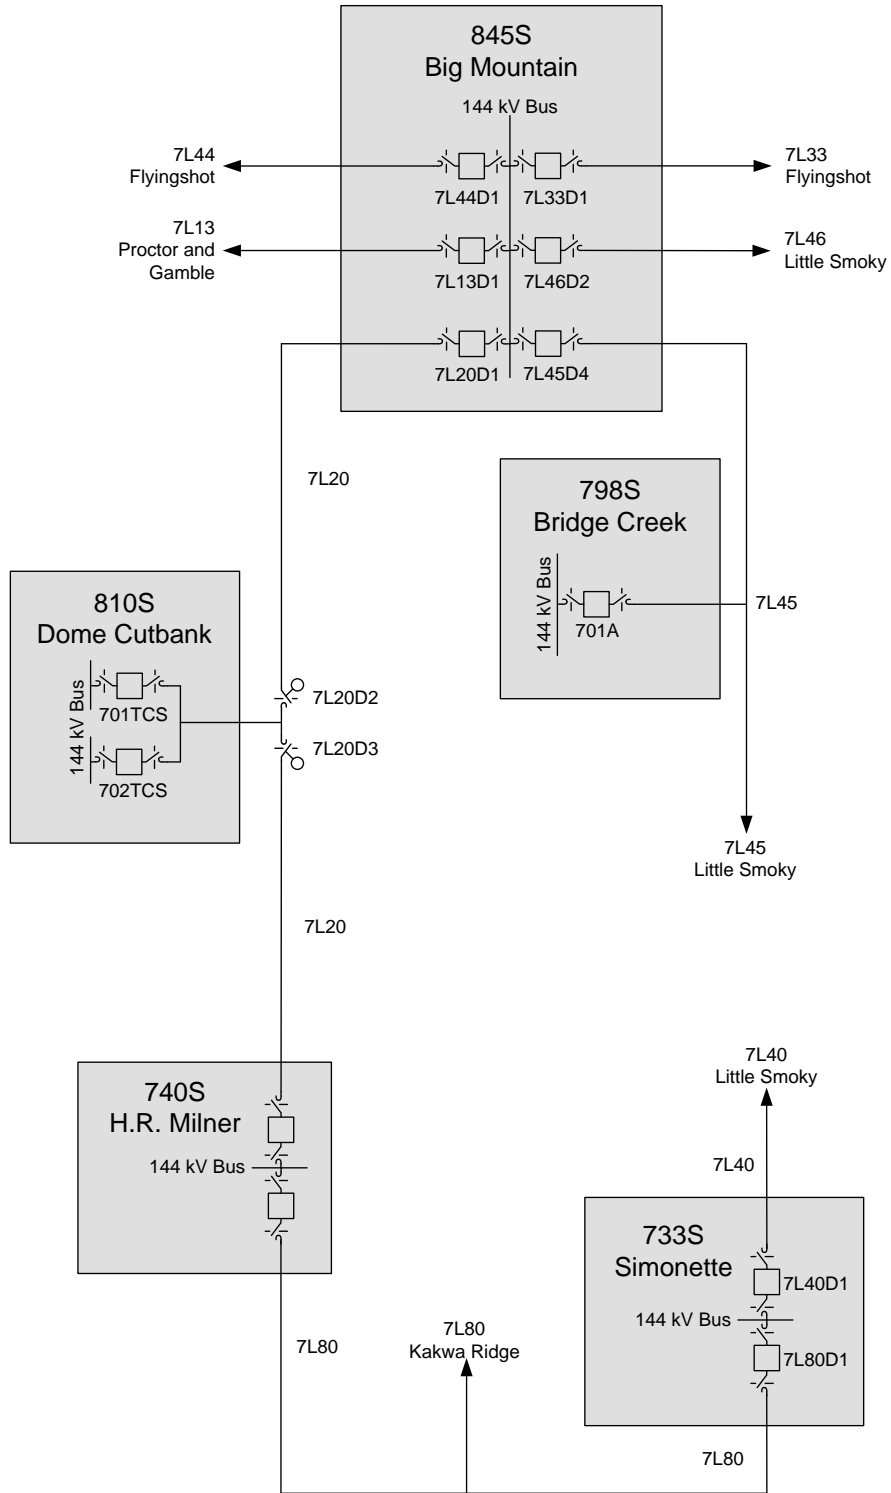 845S
Big Mountain
144 kV Bus
7L44
Flyingshot
7L33
Flyingshot
7L44D1
7L33D1
7L13
Proctor and
Gamble
7L46
Little Smoky
7L13D1
7L46D2
7L20D1
7L45D4
7L20
798S
Bridge Creek
144 kV Bus
701A
7L45
810S
Dome Cutbank
144 kV Bus
701TCS
702TCS
7L20D2
7L20D3
7L45
Little Smoky
7L20
740S
H.R. Milner
144 kV Bus
7L40
Little Smoky
7L40
733S
Simonette
7L40D1
144 kV Bus
7L80D1
7L80
7L80
Kakwa Ridge
7L80